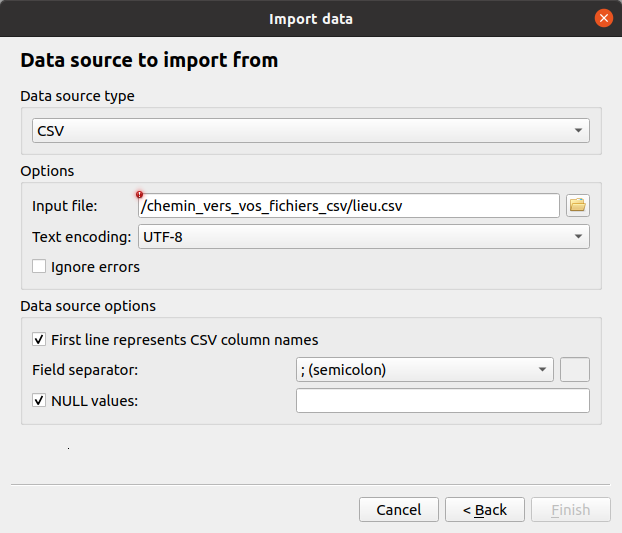 Import data
Data source to import from
Data source type
CSV
Options
Input file: /chemin_vers_vos_fichiers_csv/lieu.csv
Text encoding: UTF-8
Ignore errors
Data source options
First line represents CSV column names
Field separator: ; (semicolon)
NULL values:
Cancel < Back Finish